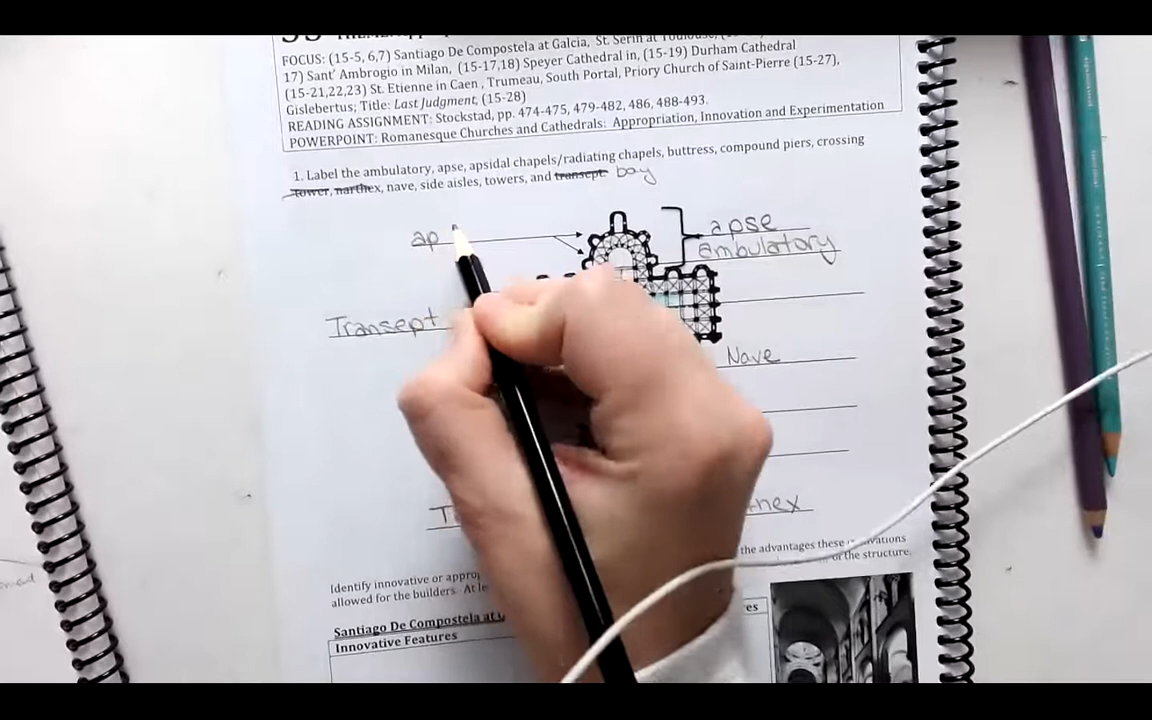 FOCUS: (15-5, 6,7) Santiago De Compostela at Galcia, St. Serin at Toulouse,
17) Sant' Ambrogio in Milan, (15-17,18) Speyer Cathedral in, (15-19) Durham Cathedral
(15-21,22,23) St. Etienne in Caen , Trumeau, South Portal, Priory Church of Saint-Pierre (15-27),
Gislebertus; Title: Last Judgment, (15-28)
READING ASSIGNMENT: Stockstad, pp. 474-475, 479-482, 486, 488-493.
POWERPOINT: Romanesque Churches and Cathedrals: Appropriation, Innovation and Experimentation
1. Label the ambulatory, apse, apsidal chapels/radiating chapels, buttress, compound piers, crossing
Tower, narthex, nave, side aisles, towers, and transept bay
ap
apse
ambulatory
Transept
Nave
the advantages these
Identify innovative or
of the structure.
allowed for the builders. At
Santiago De Compostela at
Innovative Features